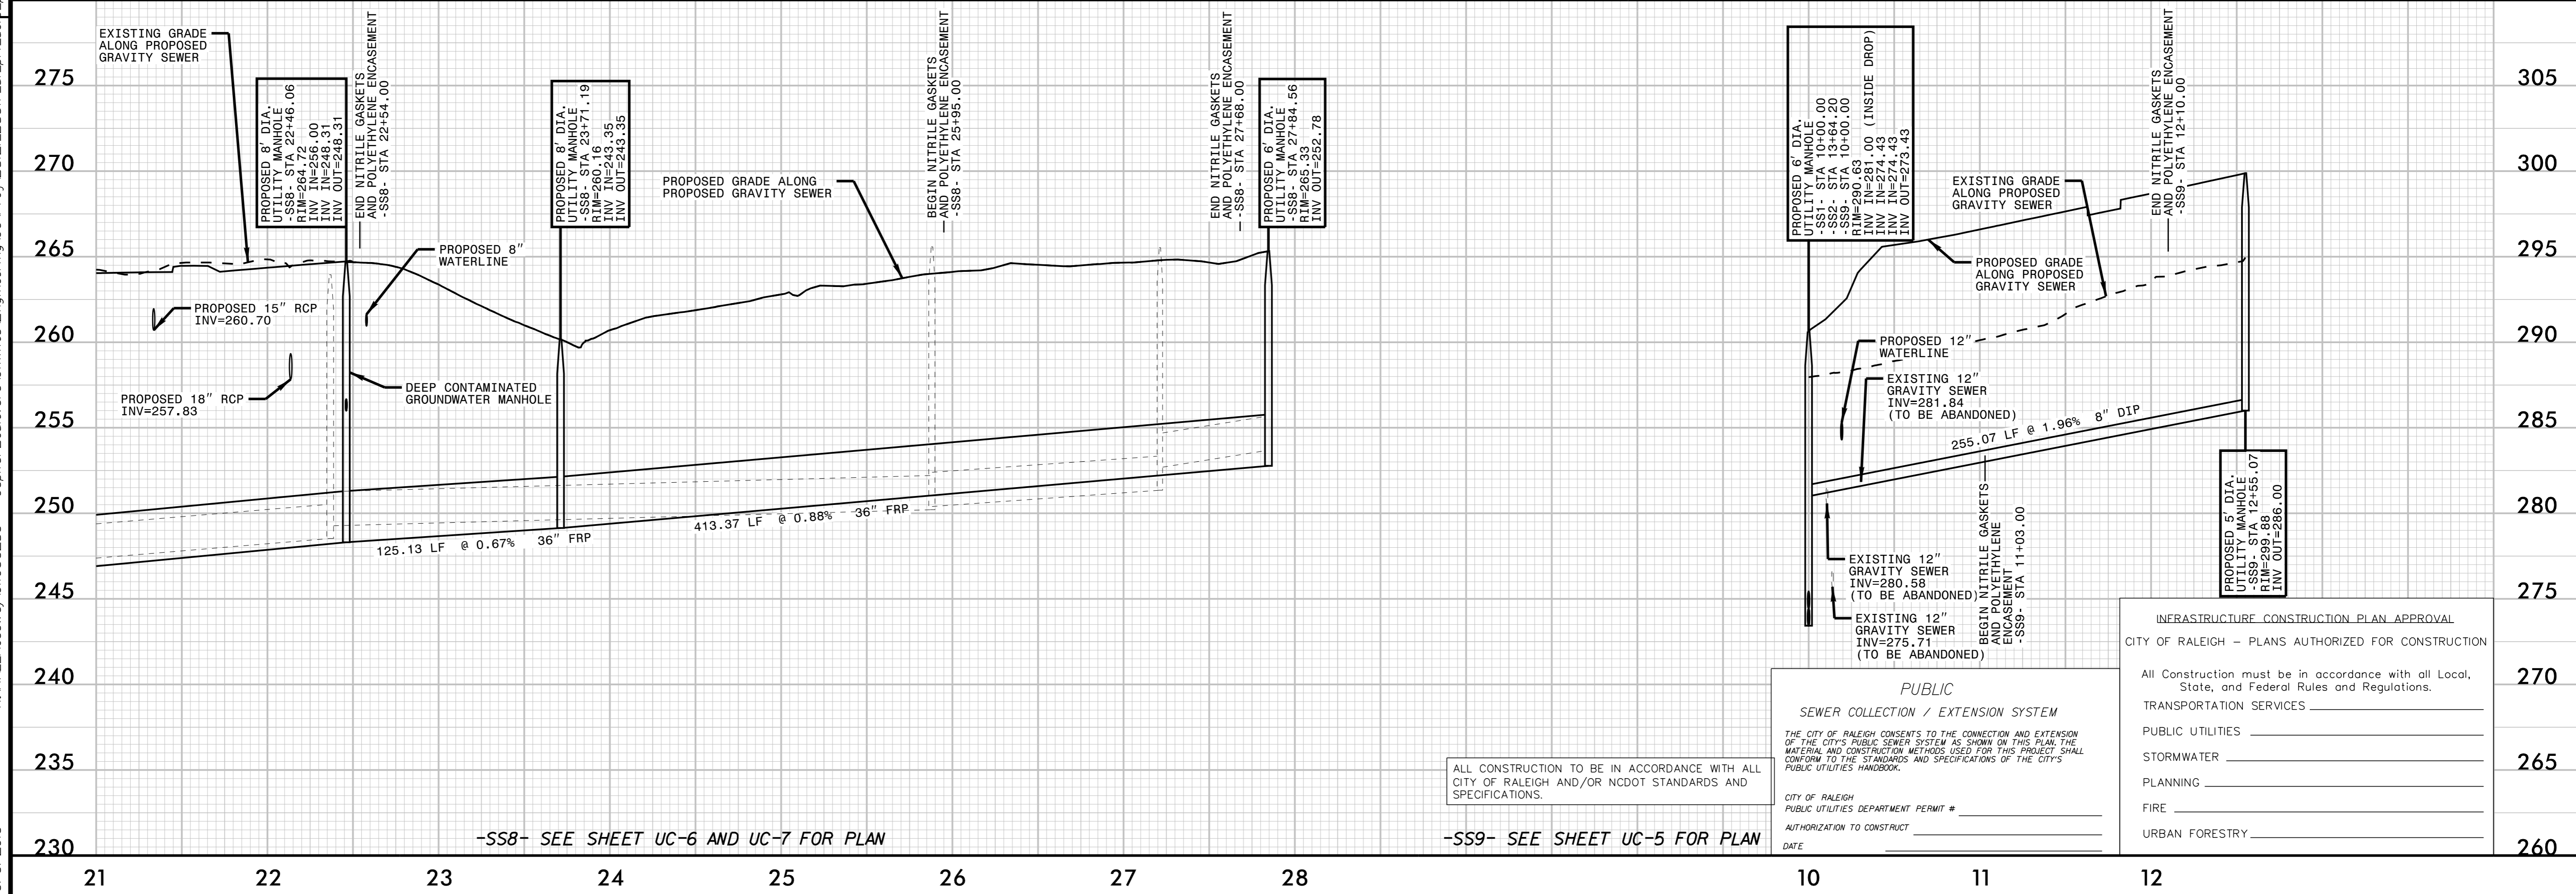 EXISTING GRADE
ALONG PROPOSED
GRAVITY SEWER
PROPOSED 8' DIA.
UTILITY MANHOLE
-SS8- STA 22+46.06
RIM=264.72
INV IN=256.00
INV IN=248.31
INV OUT=248.31
END NITRILE GASKETS
AND POLYETHYLENE ENCASEMENT
-SS8- STA 22+54.00
PROPOSED 8' DIA.
UTILITY MANHOLE
-SS8- STA 23+71.19
RIM=260.16
INV IN=243.35
INV OUT=243.35
PROPOSED GRADE ALONG
PROPOSED GRAVITY SEWER
BEGIN NITRILE GASKETS
AND POLYETHYLENE ENCASEMENT
-SS8- STA 25+95.00
END NITRILE GASKETS
AND POLYETHYLENE ENCASEMENT
-SS8- STA 27+68.00
PROPOSED 6' DIA.
UTILITY MANHOLE
-SS8- STA 27+84.56
RIM=265.33
INV OUT=252.78
PROPOSED 8"
WATERLINE
PROPOSED 15" RCP
INV=260.70
PROPOSED 18" RCP
INV=257.83
DEEP CONTAMINATED
GROUNDWATER MANHOLE
125.13 LF @ 0.67% 36" FRP
413.37 LF @ 0.88% 36" FRP
275
270
265
260
255
250
245
240
235
230
-SS8- SEE SHEET UC-6 AND UC-7 FOR PLAN
21 22 23 24 25 26 27 28
PROPOSED 6' DIA.
UTILITY MANHOLE
-SS1- STA 10+00.00
-SS2- STA 13+64.20
-SS9- STA 10+00.00
RIM=290.63
INV IN=281.00 (INSIDE DROP)
INV IN=274.43
INV IN=274.43
INV OUT=273.43
EXISTING GRADE
ALONG PROPOSED
GRAVITY SEWER
PROPOSED GRADE
ALONG PROPOSED
GRAVITY SEWER
END NITRILE GASKETS
AND POLYETHYLENE ENCASEMENT
-SS9- STA 12+10.00
PROPOSED 12"
WATERLINE
EXISTING 12"
GRAVITY SEWER
INV=281.84
(TO BE ABANDONED)
255.07 LF @ 1.96% 8" DIP
EXISTING 12"
GRAVITY SEWER
INV=280.58
(TO BE ABANDONED)
EXISTING 12"
GRAVITY SEWER
INV=275.71
(TO BE ABANDONED)
BEGIN NITRILE GASKETS
AND POLYETHYLENE
ENCASEMENT
-SS9- STA 11+03.00
PROPOSED 5' DIA.
UTILITY MANHOLE
-SS9- STA 12+55.07
RIM=299.88
INV OUT=286.00
305
300
295
290
285
280
275
270
265
260
ALL CONSTRUCTION TO BE IN ACCORDANCE WITH ALL
CITY OF RALEIGH AND/OR NCDOT STANDARDS AND
SPECIFICATIONS.
-SS9- SEE SHEET UC-5 FOR PLAN
10 11 12
PUBLIC
SEWER COLLECTION / EXTENSION SYSTEM
THE CITY OF RALEIGH CONSENTS TO THE CONNECTION AND EXTENSION
OF THE CITY'S PUBLIC SEWER SYSTEM AS SHOWN ON THIS PLAN. THE
MATERIAL AND CONSTRUCTION METHODS USED FOR THIS PROJECT SHALL
CONFORM TO THE STANDARDS AND SPECIFICATIONS OF THE CITY'S
PUBLIC UTILITIES HANDBOOK.
CITY OF RALEIGH
PUBLIC UTILITIES DEPARTMENT PERMIT #
AUTHORIZATION TO CONSTRUCT
DATE
INFRASTRUCTURE CONSTRUCTION PLAN APPROVAL
CITY OF RALEIGH – PLANS AUTHORIZED FOR CONSTRUCTION
All Construction must be in accordance with all Local,
State, and Federal Rules and Regulations.
TRANSPORTATION SERVICES
PUBLIC UTILITIES
STORMWATER
PLANNING
FIRE
URBAN FORESTRY